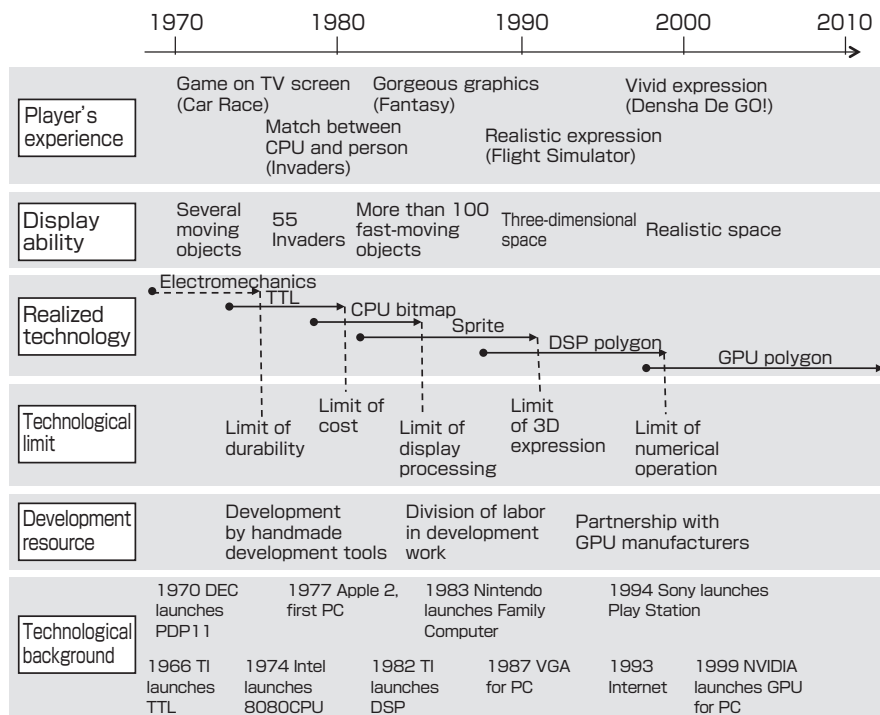 1970 1980 1990 2000 2010
Player's
experience
Game on TV screen
(Car Race)
Match between
CPU and person
(Invaders)
Gorgeous graphics
(Fantasy)
Realistic expression
(Flight Simulator)
Vivid expression
(Densha De GO!)
Display
ability
Several
moving
objects
55
Invaders
More than 100
fast-moving
objects
Three-dimensional
space
Realistic space
Realized
technology
Electromechanics
TTL
CPU bitmap
Sprite
DSP polygon
GPU polygon
Technological
limit
Limit of
durability
Limit of
cost
Limit of
display
processing
Limit
of 3D
expression
Limit of
numerical
operation
Development
resource
Development
by handmade
development tools
Division of labor
in development
work
Partnership with
GPU manufacturers
Technological
background
1970 DEC
launches
PDP11
1977 Apple 2,
first PC
1983 Nintendo
launches Family
Computer
1994 Sony launches
Play Station
1966 TI
launches
TTL
1974 Intel
launches
8080CPU
1982 TI
launches
DSP
1987 VGA
for PC
1993
Internet
1999 NVIDIA
launches GPU
for PC